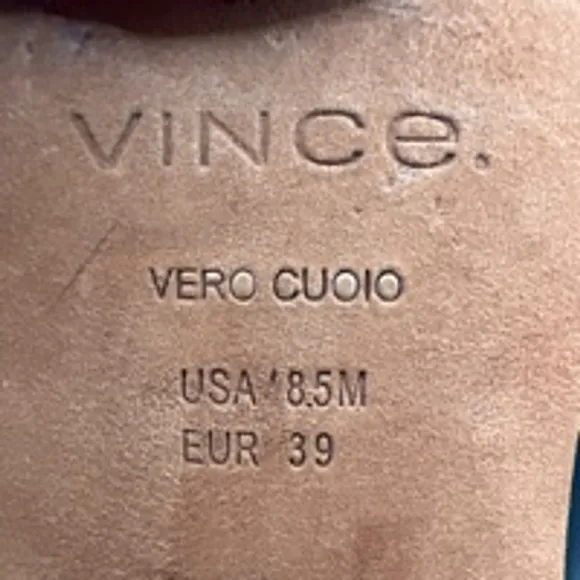 VINCE.
VERO CUOIO
USA 8.5M
EUR 39